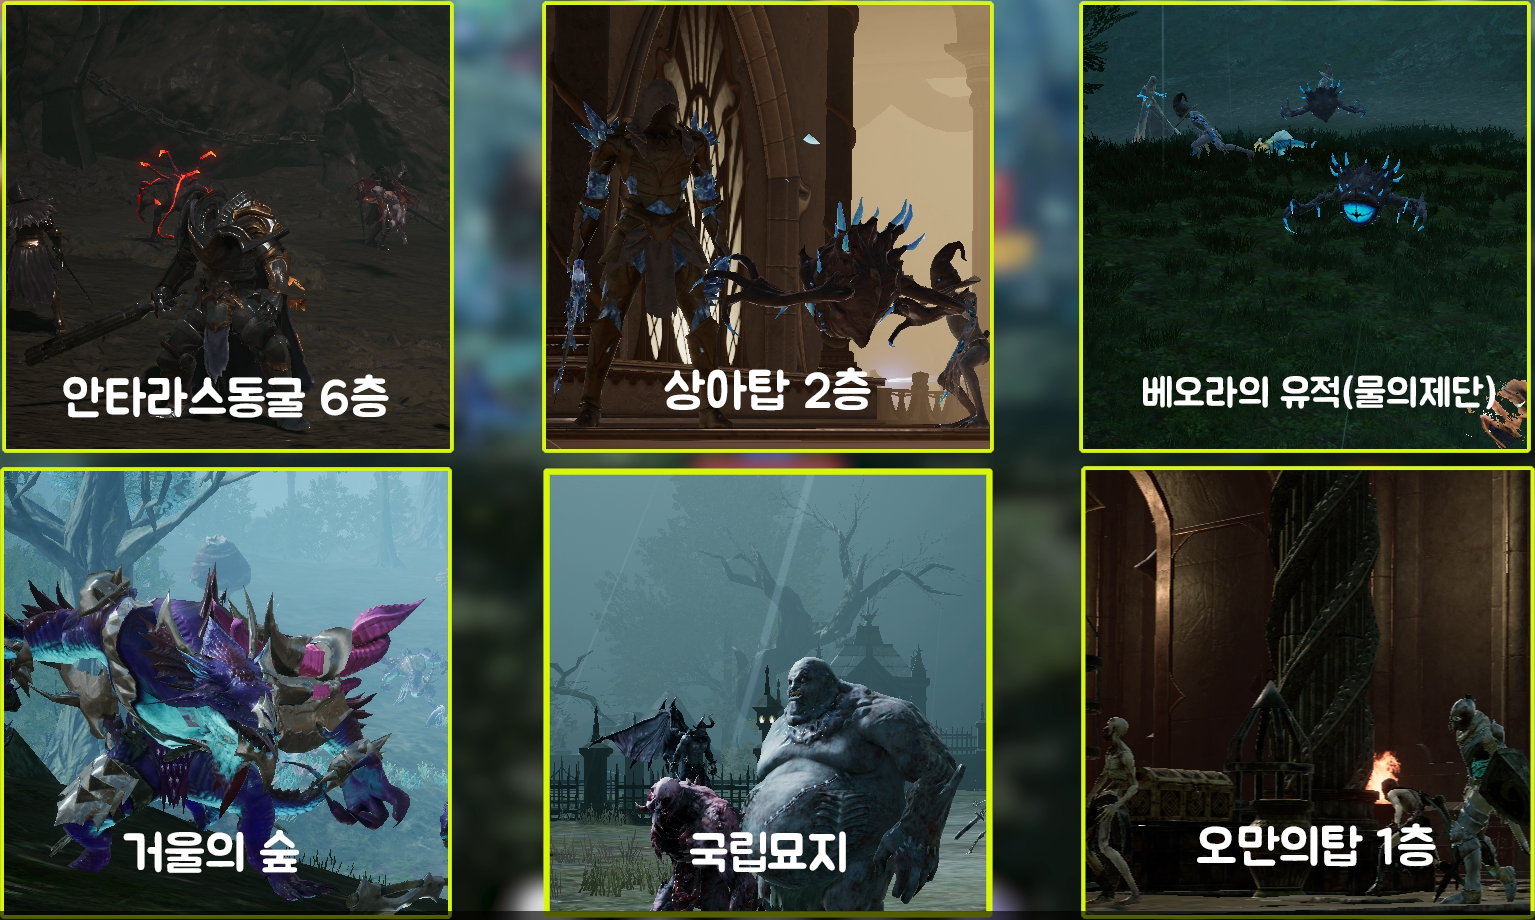 안타라스동굴 6층
상아탑 2층
베오라의 유적(물의제단)
거울의 숲
국립묘지
오만의탑 1층